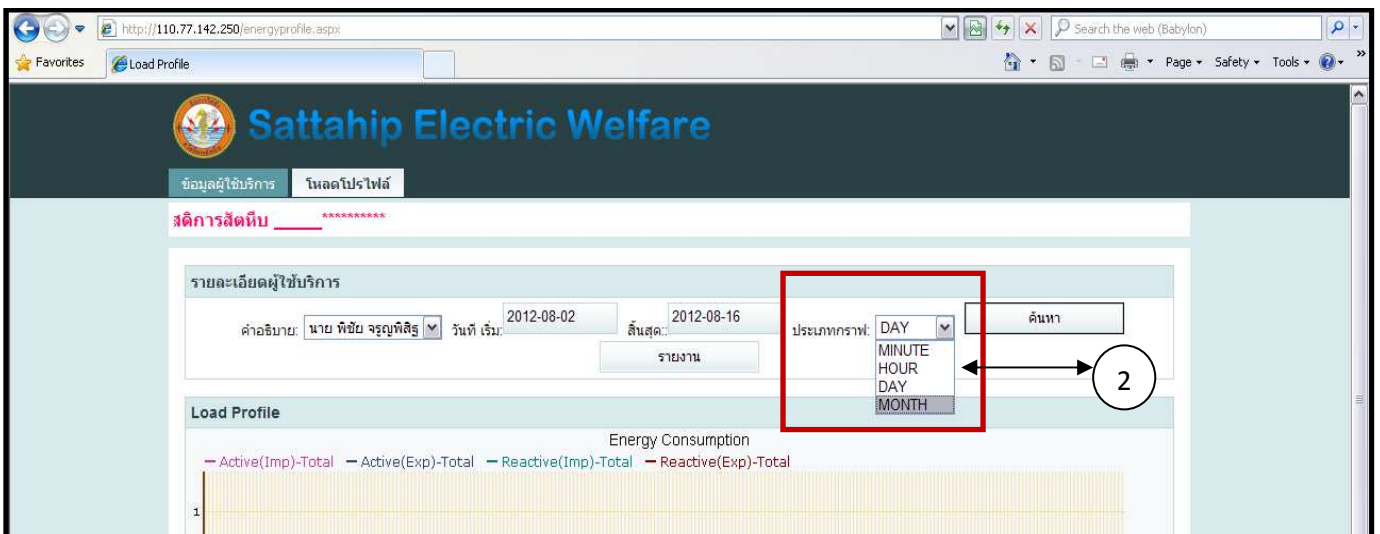 http://110.77.142.250/energyprofile.aspx
Search the web (Babylon)
Favorites
Load Profile
Page
Safety
Tools
Sattahip Electric Welfare
ข้อมูลผู้ใช้บริการ
โหลดโปรไฟล์
สดิการสัตหีบ _____**********
รายละเอียดผู้ใช้บริการ
คำอธิบาย: นาย พิชัย จรูญพิสิฐ วันที่ เริ่ม: 2012-08-02 สิ้นสุด:: 2012-08-16 ประเภทกราฟ: DAY ค้นหา
รายงาน
MINUTE
HOUR
DAY
MONTH
2
Load Profile
Energy Consumption
Active(Imp)-Total Active(Exp)-Total Reactive(Imp)-Total Reactive(Exp)-Total
1